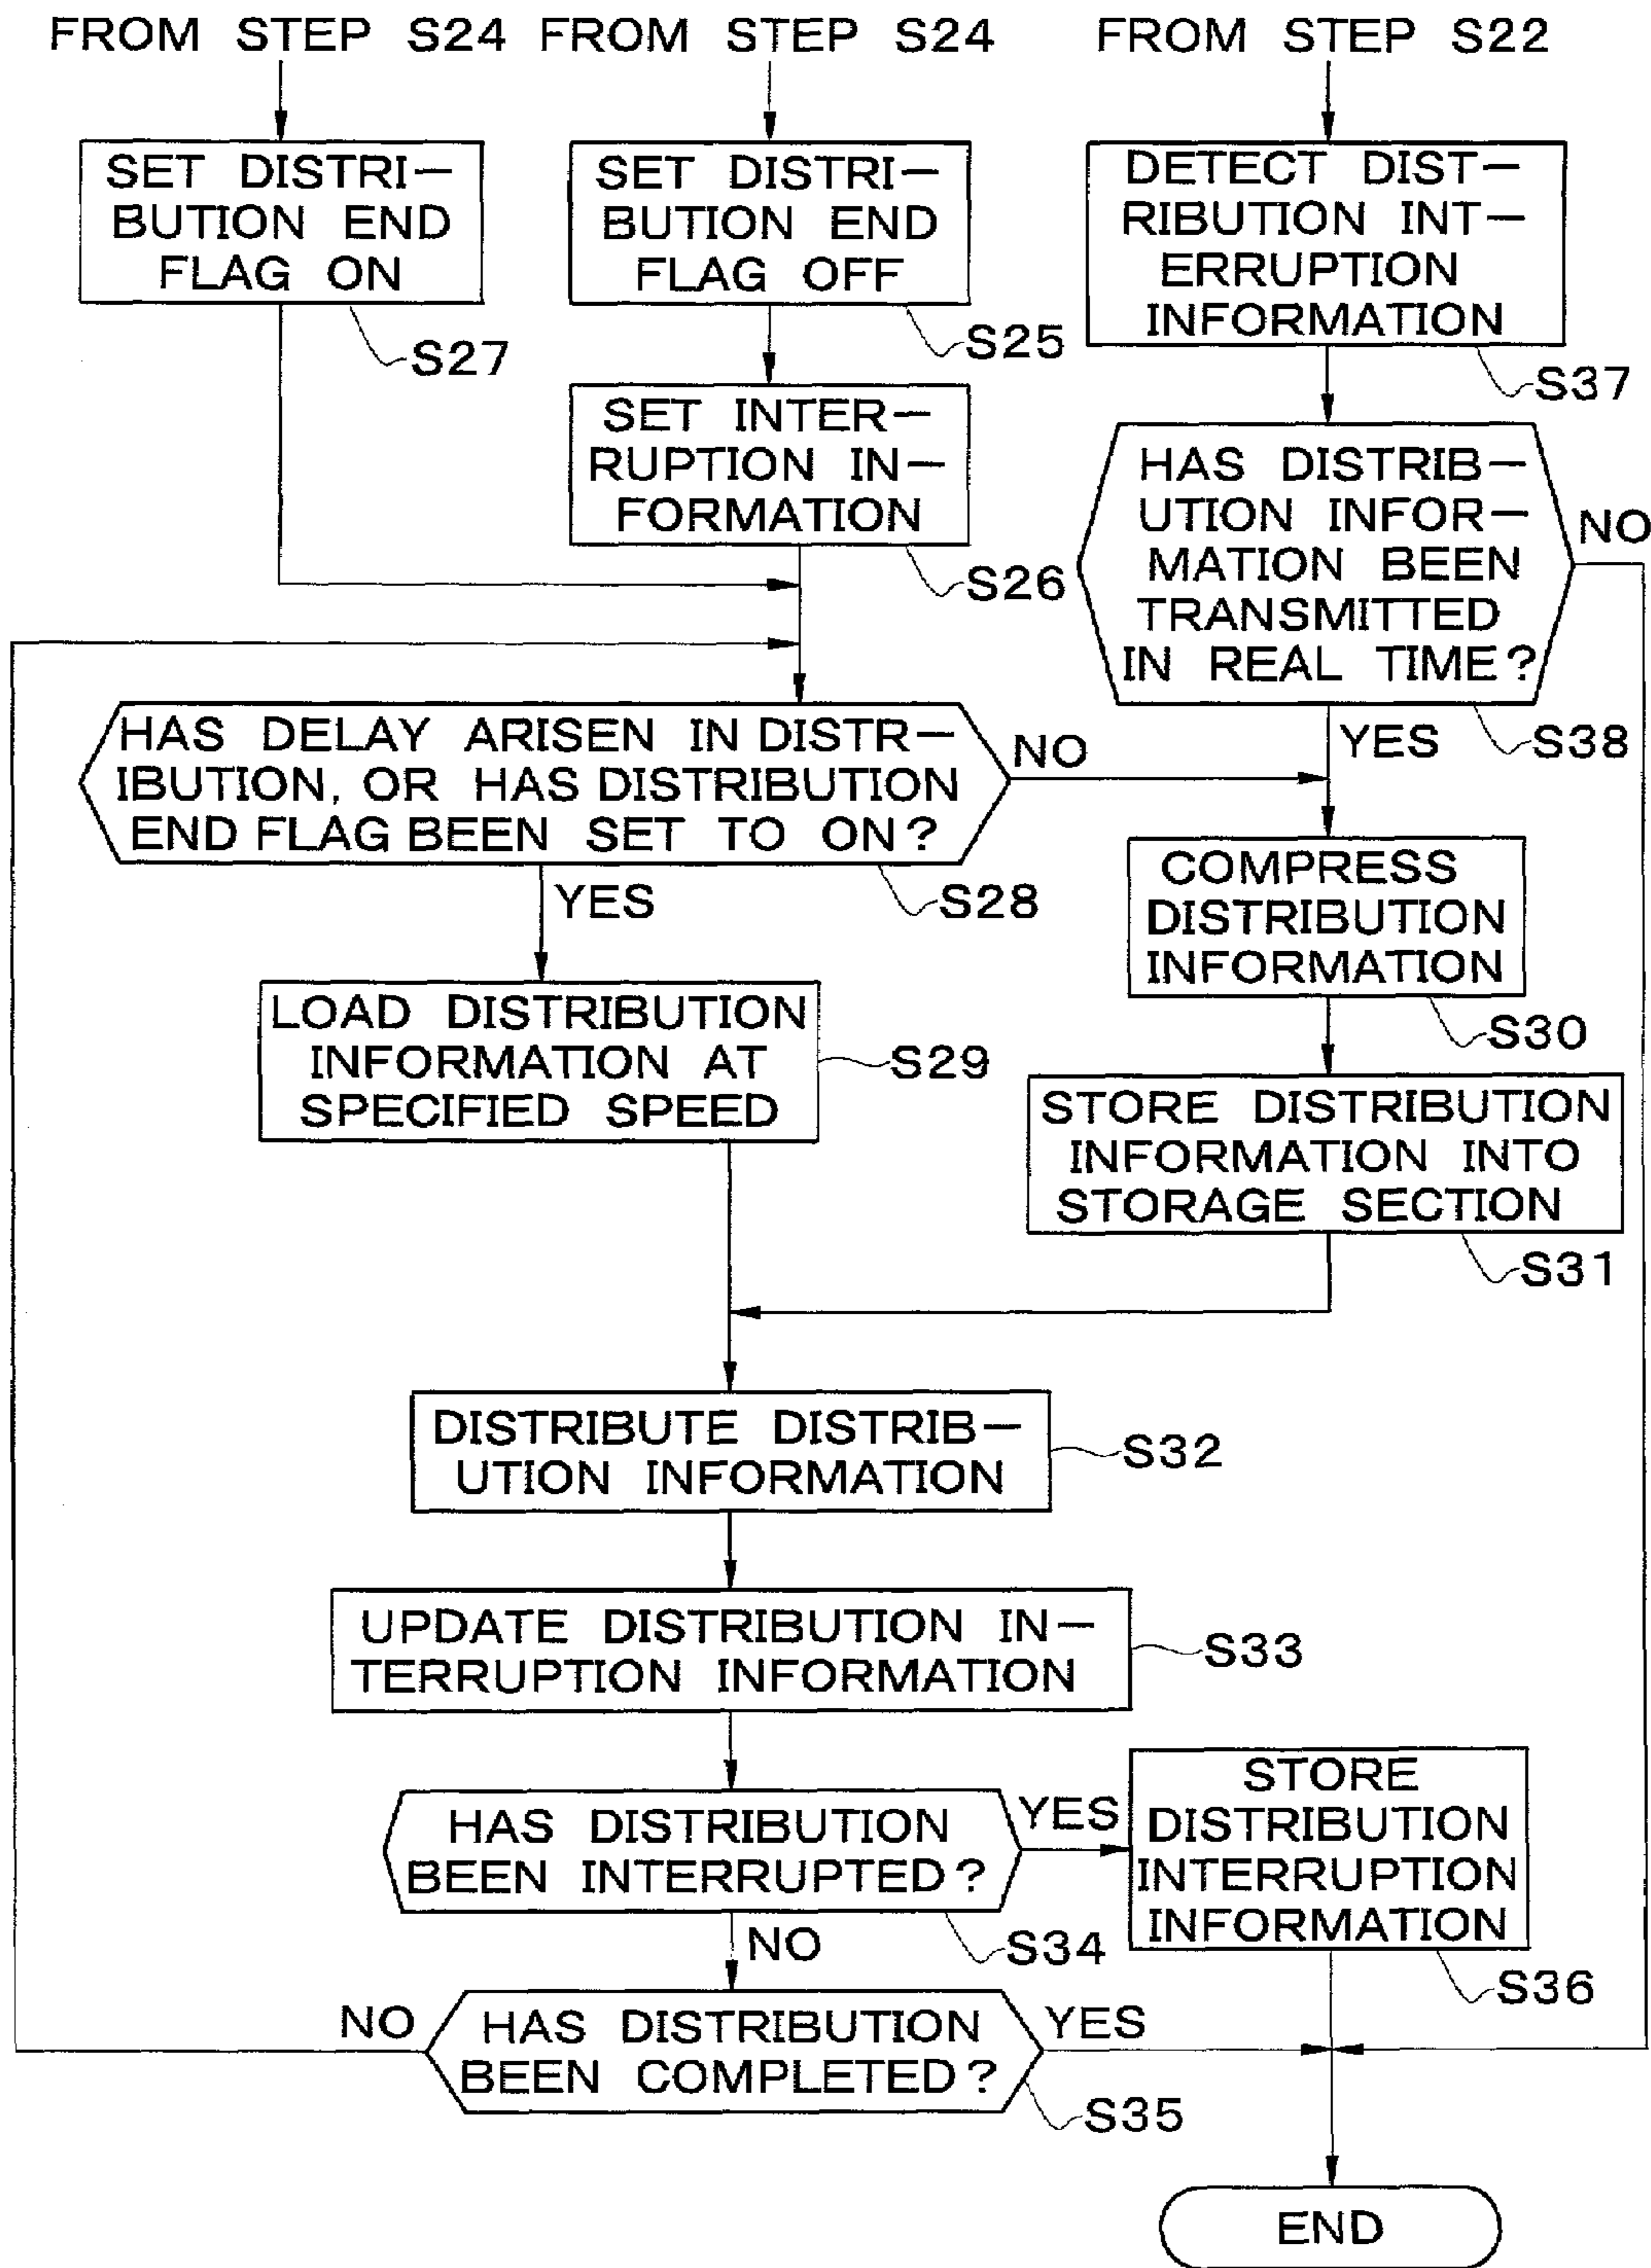 FROM STEP S24
FROM STEP S24
FROM STEP S22
SET DISTRI-
BUTION END
FLAG ON
S27
SET DISTRI-
BUTION END
FLAG OFF
S25
DETECT DIST-
RIBUTION INT-
ERRUPTION
INFORMATION
S37
SET INTER-
RUPTION IN-
FORMATION
S26
HAS DISTRIB-
UTION INFOR-
MATION BEEN
TRANSMITTED
IN REAL TIME?
NO
YES
S38
HAS DELAY ARISEN IN DISTR-
IBUTION, OR HAS DISTRIBUTION
END FLAG BEEN SET TO ON?
NO
YES
S28
COMPRESS
DISTRIBUTION
INFORMATION
S30
LOAD DISTRIBUTION
INFORMATION AT
SPECIFIED SPEED
S29
STORE DISTRIBUTION
INFORMATION INTO
STORAGE SECTION
S31
DISTRIBUTE DISTRIB-
UTION INFORMATION
S32
UPDATE DISTRIBUTION IN-
TERRUPTION INFORMATION
S33
HAS DISTRIBUTION
BEEN INTERRUPTED?
YES
NO
S34
STORE
DISTRIBUTION
INTERRUPTION
INFORMATION
S36
NO
HAS DISTRIBUTION
BEEN COMPLETED?
YES
S35
END